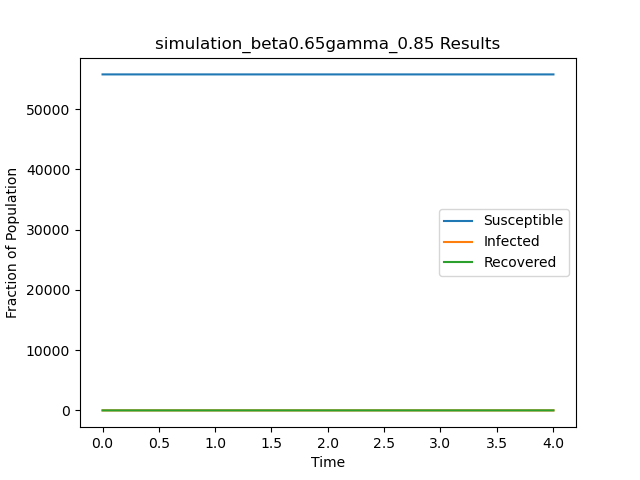 simulation_beta0.65gamma_0.85 Results
Fraction of Population
50000
40000
30000
20000
10000
0
Susceptible
Infected
Recovered
0.0 0.5 1.0 1.5 2.0 2.5 3.0 3.5 4.0
Time